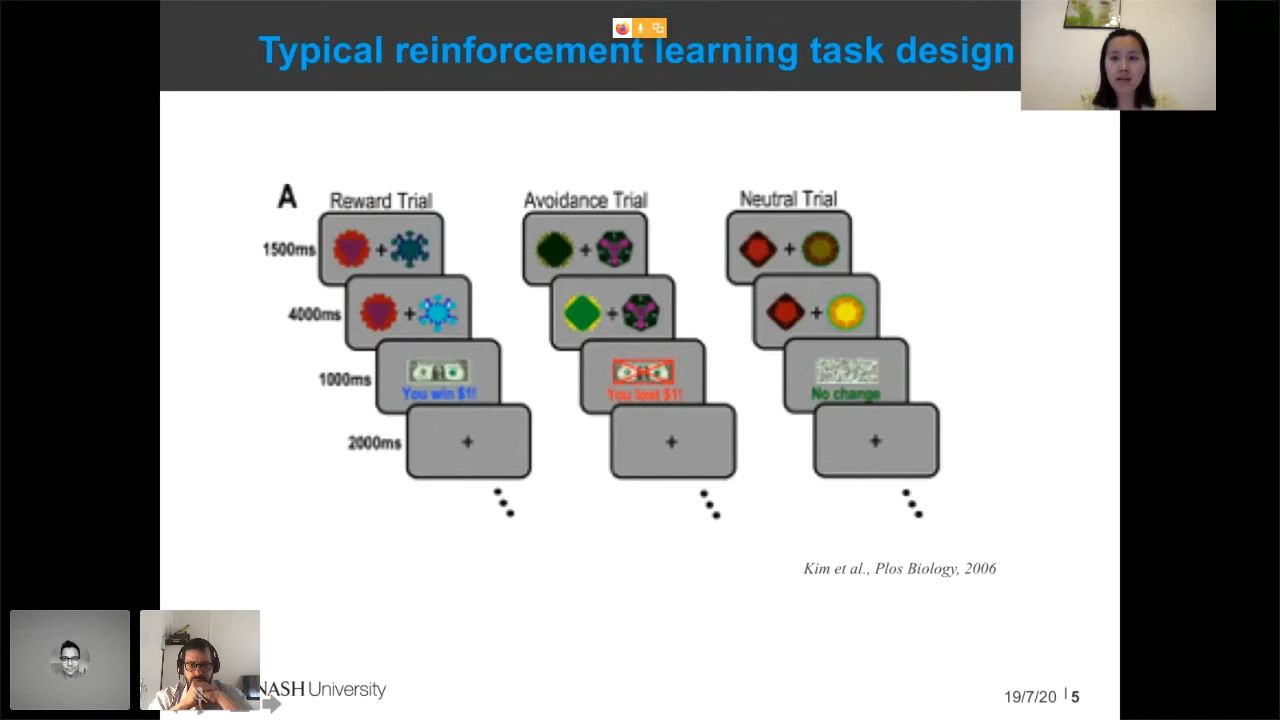 Typical reinforcement learning task design
A
Reward Trial
Avoidance Trial
Neutral Trial
1500ms
4000ms
1000ms
You win $1!
You lost $1!
No change
2000ms
Kim et al., Plos Biology, 2006
NASH University
19/7/20 | 5